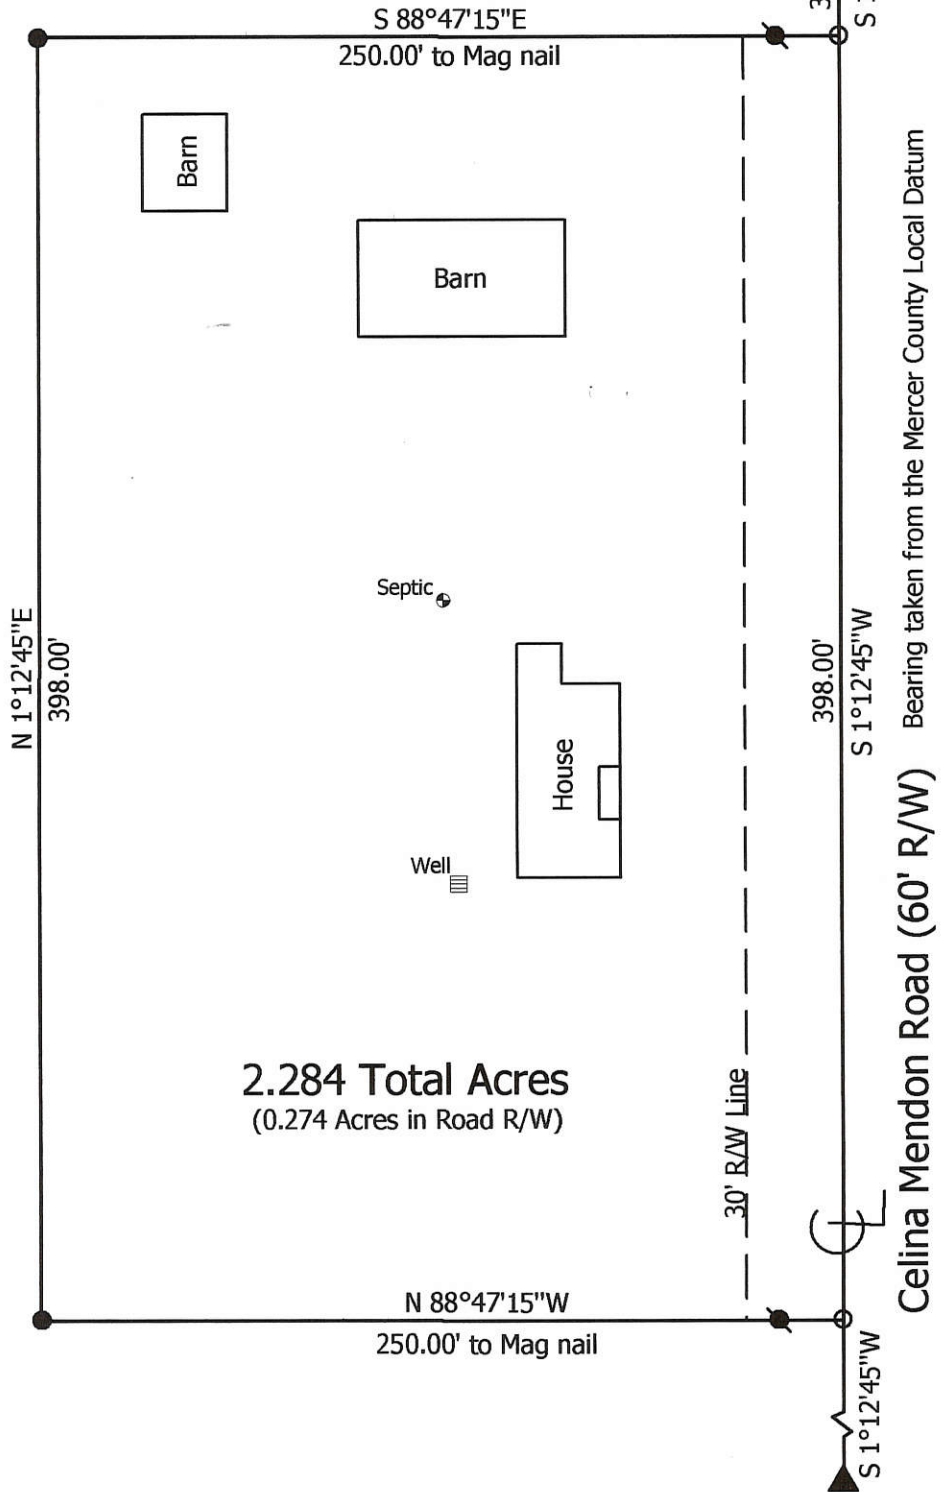 S 88°47'15"E
250.00' to Mag nail
Barn
Barn
Septic
N 1°12'45"E
398.00'
House
Well
398.00'
S 1°12'45"W
Bearing taken from the Mercer County Local Datum
2.284 Total Acres
(0.274 Acres in Road R/W)
30' R/W Line
Celina Mendon Road (60' R/W)
N 88°47'15"W
250.00' to Mag nail
S 1°12'45"W